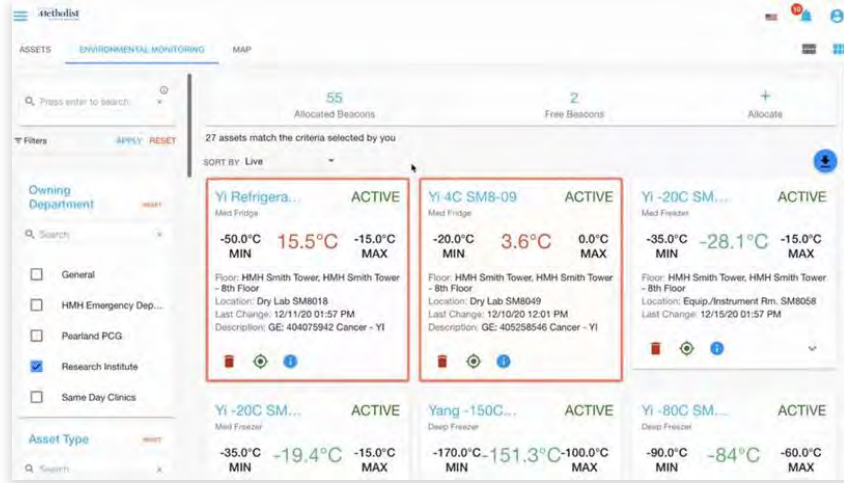 Methodist
10
ASSETS ENVIRONMENTAL MONITORING MAP
Press enter to search
55
Allocated Beacons
2
Free Beacons
+
Allocate
Filters APPLY RESET
27 assets match the criteria selected by you
SORT BY Live
Owning Department RESET
Search
General
HMH Emergency Dep...
Pearland PCG
Research Institute
Same Day Clinics
Asset Type RESET
Search
Yi Refrigera... ACTIVE
Med Fridge
-50.0°C 15.5°C -15.0°C
MIN MAX
Floor: HMH Smith Tower, HMH Smith Tower
- 8th Floor
Location: Dry Lab SM8018
Last Change: 12/11/20 01:57 PM
Description: GE: 404075942 Cancer - YI
Yi 4C SM8-09 ACTIVE
Med Fridge
-20.0°C 3.6°C 0.0°C
MIN MAX
Floor: HMH Smith Tower, HMH Smith Tower
- 8th Floor
Location: Dry Lab SM8049
Last Change: 12/10/20 12:01 PM
Description: GE: 405258546 Cancer - YI
Yi -20C SM... ACTIVE
Med Freezer
-35.0°C -28.1°C -15.0°C
MIN MAX
Floor: HMH Smith Tower, HMH Smith Tower
- 8th Floor
Location: Equip./Instrument Rm. SM8058
Last Change: 12/15/20 01:57 PM
Yi -20C SM... ACTIVE
Med Freezer
-35.0°C -19.4°C -15.0°C
MIN MAX
Yang -150C... ACTIVE
Deep Freezer
-170.0°C -151.3°C -100.0°C
MIN MAX
Yi -80C SM... ACTIVE
Deep Freezer
-90.0°C -84°C -60.0°C
MIN MAX